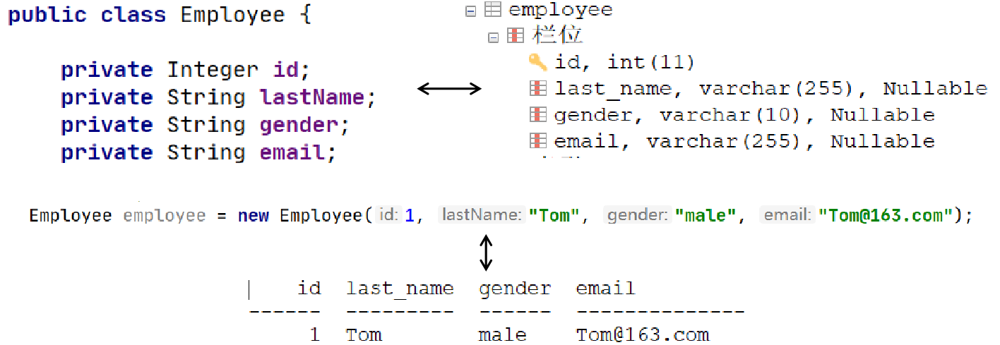 public class Employee {
private Integer id;
private String lastName;
private String gender;
private String email;
employee
栏位
id, int(11)
last_name, varchar(255), Nullable
gender, varchar(10), Nullable
email, varchar(255), Nullable
Employee employee = new Employee( id: 1, lastName: "Tom", gender: "male", email: "Tom@163.com");
id last_name gender email
------ --------- ------ --------------
1 Tom male Tom@163.com